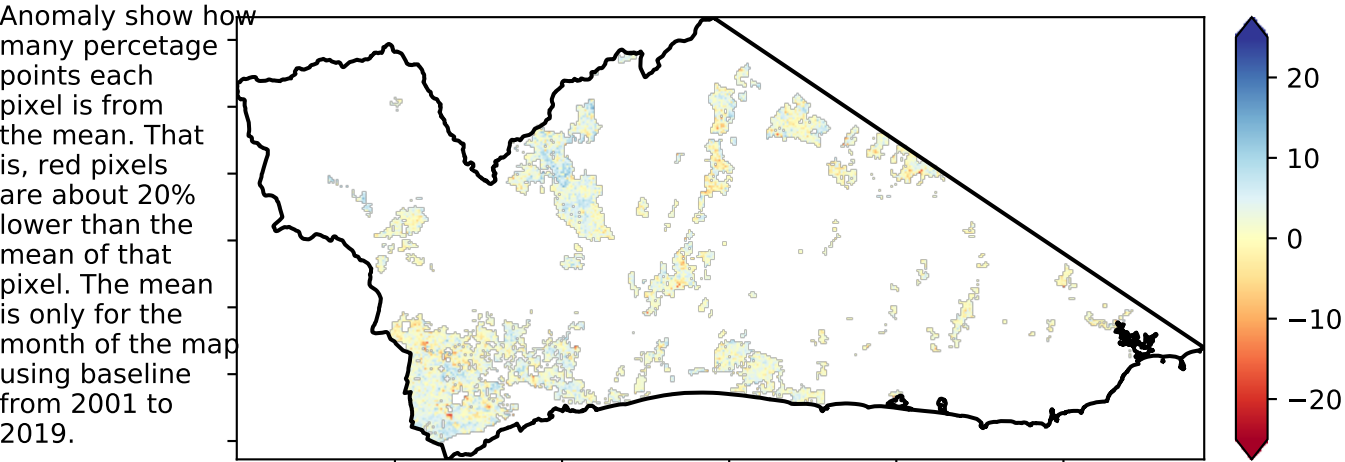 Anomaly show how
many percetage
points each
pixel is from
the mean. That
is, red pixels
are about 20%
lower than the
mean of that
pixel. The mean
is only for the
month of the map
using baseline
from 2001 to
2019.
20
10
0
−10
−20